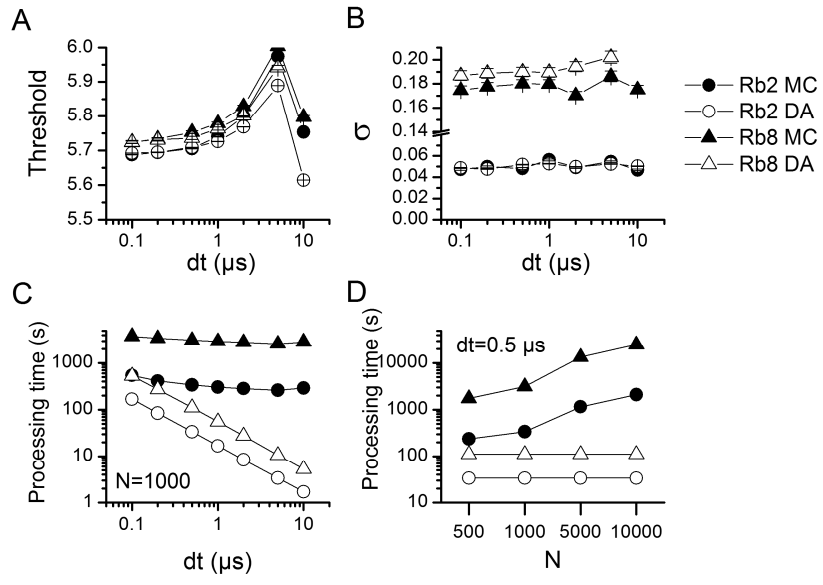 A
Threshold
6.0
5.9
5.8
5.7
5.6
5.5
0.1
1
10
dt (µs)
B
σ
0.20
0.18
0.16
0.14
0.06
0.04
0.02
0.00
0.1
1
10
dt (µs)
Rb2 MC
Rb2 DA
Rb8 MC
Rb8 DA
C
Processing time (s)
1000
100
10
1
N=1000
0.1
1
10
dt (µs)
D
Processing time (s)
10000
1000
100
10
dt=0.5 µs
500
1000
5000
10000
N